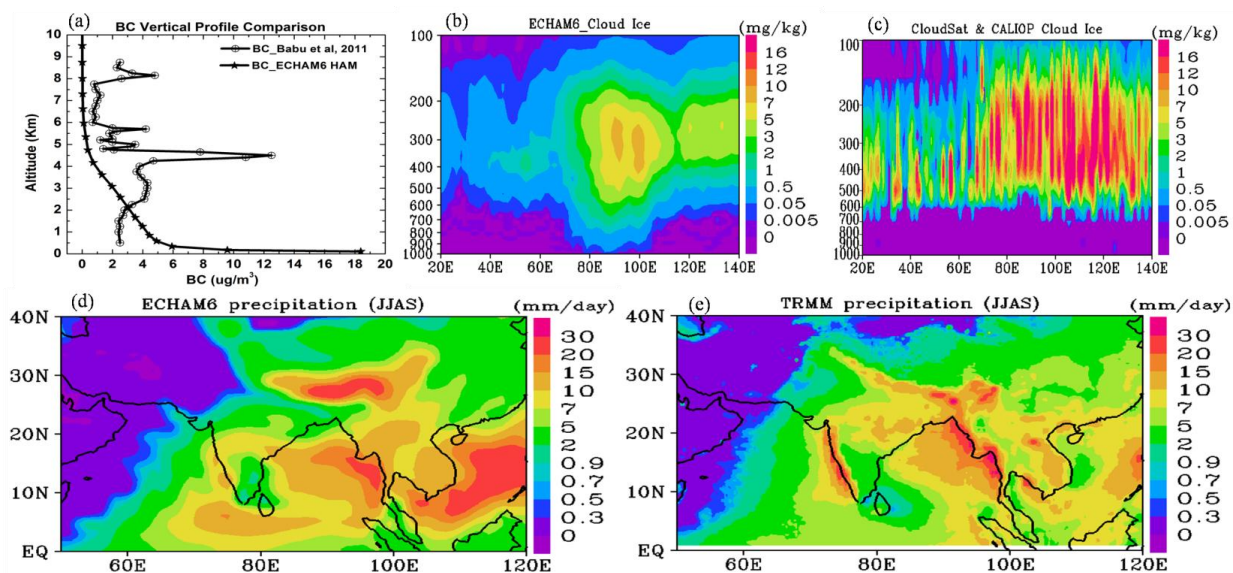 (a)
BC Vertical Profile Comparison
BC_Babu et al, 2011
BC_ECHAM6 HAM
Altitude (Km)
10
9
8
7
6
5
4
3
2
1
0
0 2 4 6 8 10 12 14 16 18 20
BC (ug/m³)
(b)
ECHAM6_Cloud Ice
(mg/kg)
100
200
300
400
500
600
700
900
1000
20E 40E 60E 80E 100E 120E 140E
16
12
10
7
5
3
2
1
0.5
0.005
0
(c)
CloudSat & CALIOP Cloud Ice
(mg/kg)
100
200
300
400
500
600
700
900
1000
20E 40E 60E 80E 100E 120E 140E
16
12
10
7
5
3
2
1
0.5
0.005
0
(d)
ECHAM6 precipitation (JJAS)
(mm/day)
40N
30N
20N
10N
EQ
60E 80E 100E 120E
30
20
15
10
7
5
2
0.9
0.7
0.5
0.3
0
(e)
TRMM precipitation (JJAS)
(mm/day)
40N
30N
20N
10N
EQ
60E 80E 100E 120E
30
20
15
10
7
5
2
0.9
0.7
0.5
0.3
0